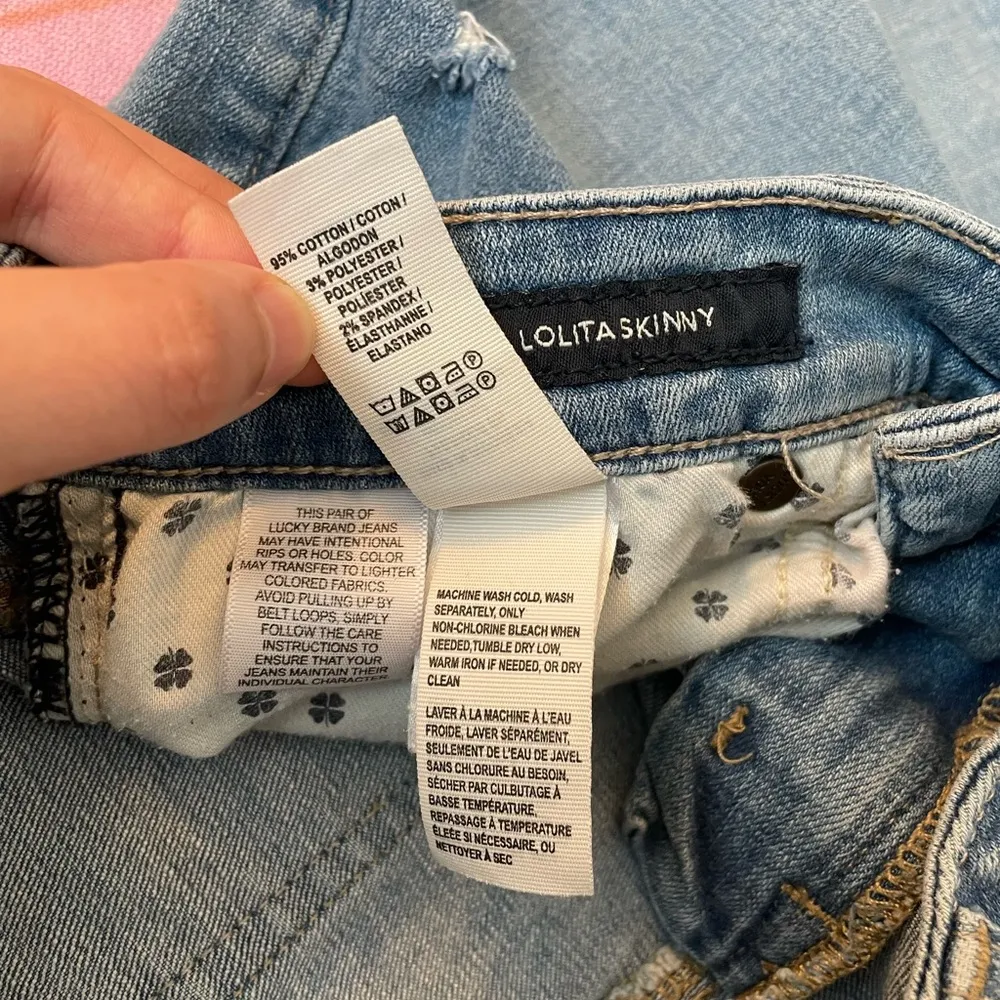 95% COTTON / COTON /
ALGODON
3% POLYESTER /
POLYESTER /
POLIESTER
2% SPANDEX /
ÉLASTHANNE /
ELASTANO
LOLITA SKINNY
THIS PAIR OF
LUCKY BRAND JEANS
MAY HAVE INTENTIONAL
RIPS OR HOLES. COLOR
MAY TRANSFER TO LIGHTER
COLORED FABRICS.
AVOID PULLING UP BY
BELT LOOPS, SIMPLY
FOLLOW THE CARE
INSTRUCTIONS TO
ENSURE THAT YOUR
JEANS MAINTAIN THEIR
INDIVIDUAL CHARACTER.
MACHINE WASH COLD, WASH
SEPARATELY, ONLY
NON-CHLORINE BLEACH WHEN
NEEDED,TUMBLE DRY LOW,
WARM IRON IF NEEDED, OR DRY
CLEAN
LAVER À LA MACHINE À L'EAU
FROIDE, LAVER SÉPARÉMENT,
SEULEMENT DE L'EAU DE JAVEL
SANS CHLORURE AU BESOIN,
SÉCHER PAR CULBUTAGE À
BASSE TEMPÉRATURE,
REPASSAGE À TEMPERATURE
ÉLEÉE SI NÉCESSAIRE, OU
NETTOYER À SEC